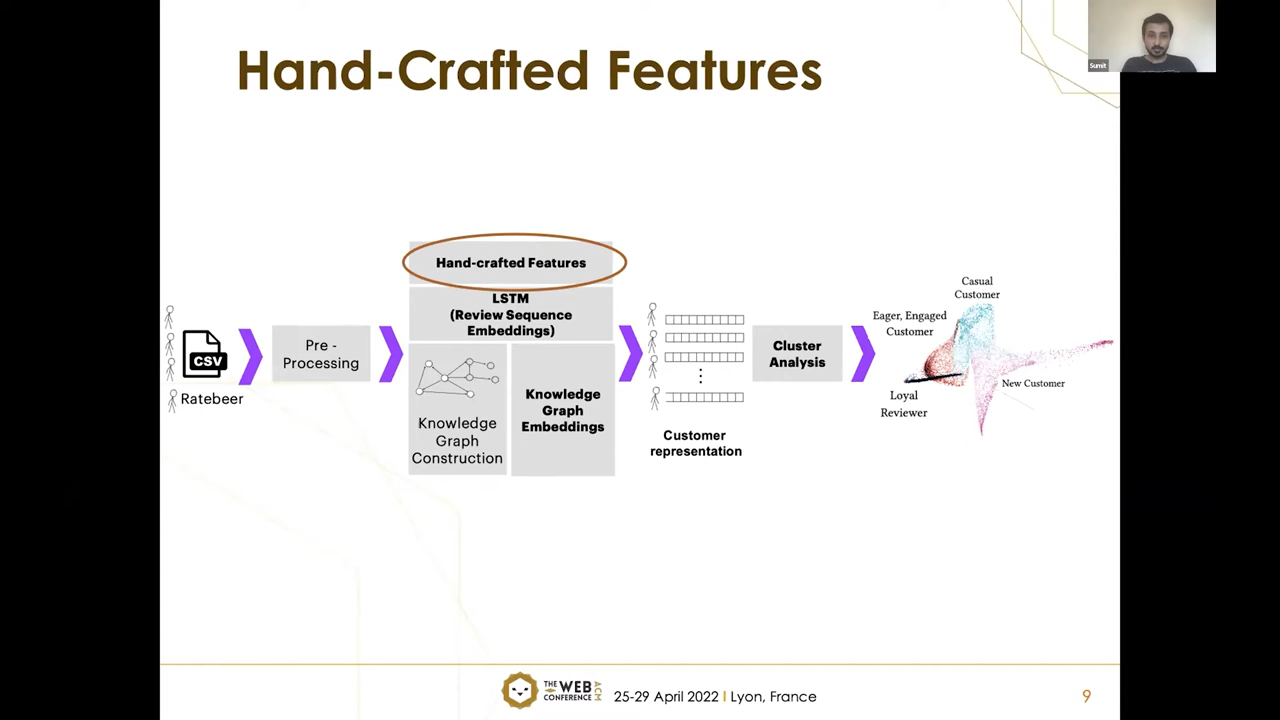 Hand-Crafted Features
Sumit
Hand-crafted Features
LSTM
(Review Sequence
Embeddings)
CSV
Ratebeer
Pre -
Processing
Knowledge
Graph
Construction
Knowledge
Graph
Embeddings
Customer
representation
Cluster
Analysis
Casual
Customer
Eager, Engaged
Customer
New Customer
Loyal
Reviewer
THE WEB
CONFERENCE
ACM
25-29 April 2022 I Lyon, France
9